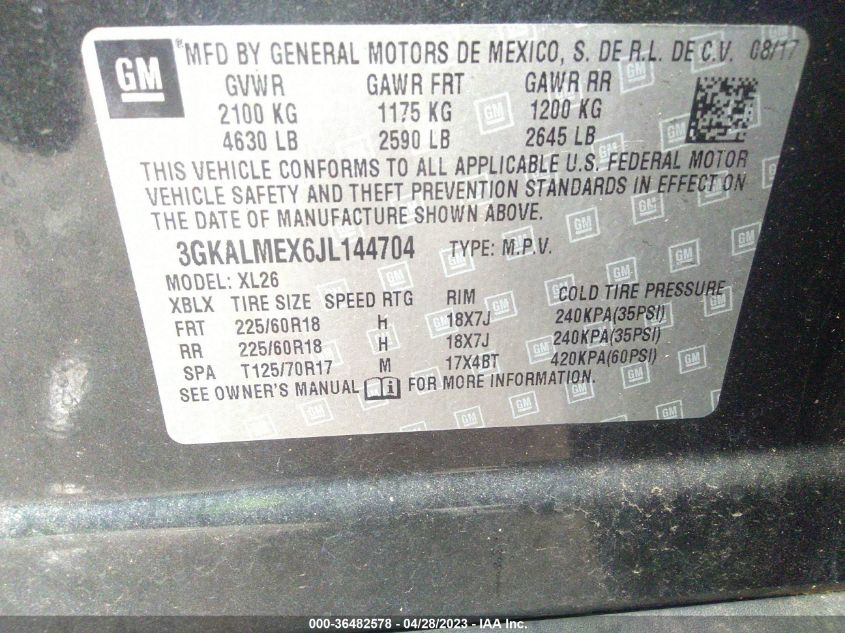 GM
®MFD BY GENERAL MOTORS DE MEXICO, S. DE R.L. DE C.V. 08/17
GVWR GAWR FRT GAWR RR
2100 KG 1175 KG 1200 KG
4630 LB 2590 LB 2645 LB
THIS VEHICLE CONFORMS TO ALL APPLICABLE U.S. FEDERAL MOTOR
VEHICLE SAFETY AND THEFT PREVENTION STANDARDS IN EFFECT ON
THE DATE OF MANUFACTURE SHOWN ABOVE.
3GKALMEX6JL144704 TYPE: M.P.V.
MODEL: XL26
XBLX TIRE SIZE SPEED RTG RIM COLD TIRE PRESSURE
FRT 225/60R18 H 18X7J 240KPA(35PSI)
RR 225/60R18 H 18X7J 240KPA(35PSI)
SPA T125/70R17 M 17X4BT 420KPA(60PSI)
SEE OWNER'S MANUAL FOR MORE INFORMATION.
000-36482578 - 04/28/2023 - IAA Inc.